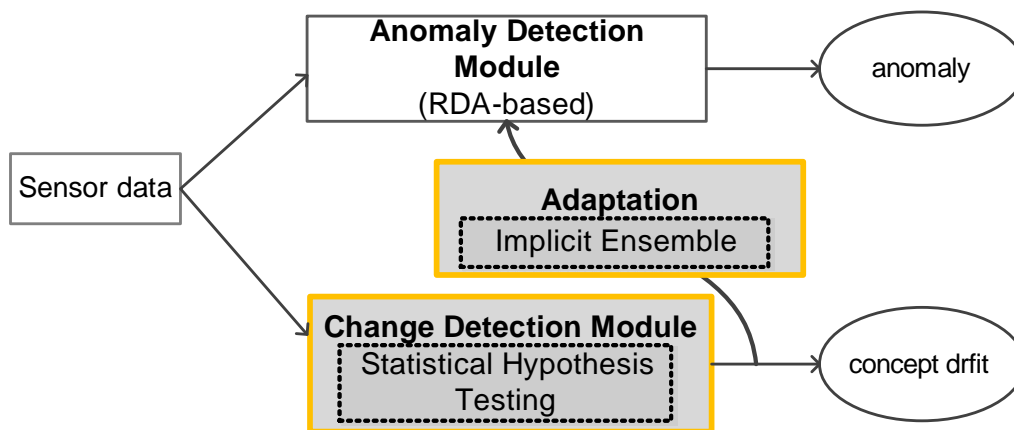 Anomaly Detection
Module
(RDA-based)
anomaly
Sensor data
Adaptation
Implicit Ensemble
Change Detection Module
Statistical Hypothesis
Testing
concept drfit